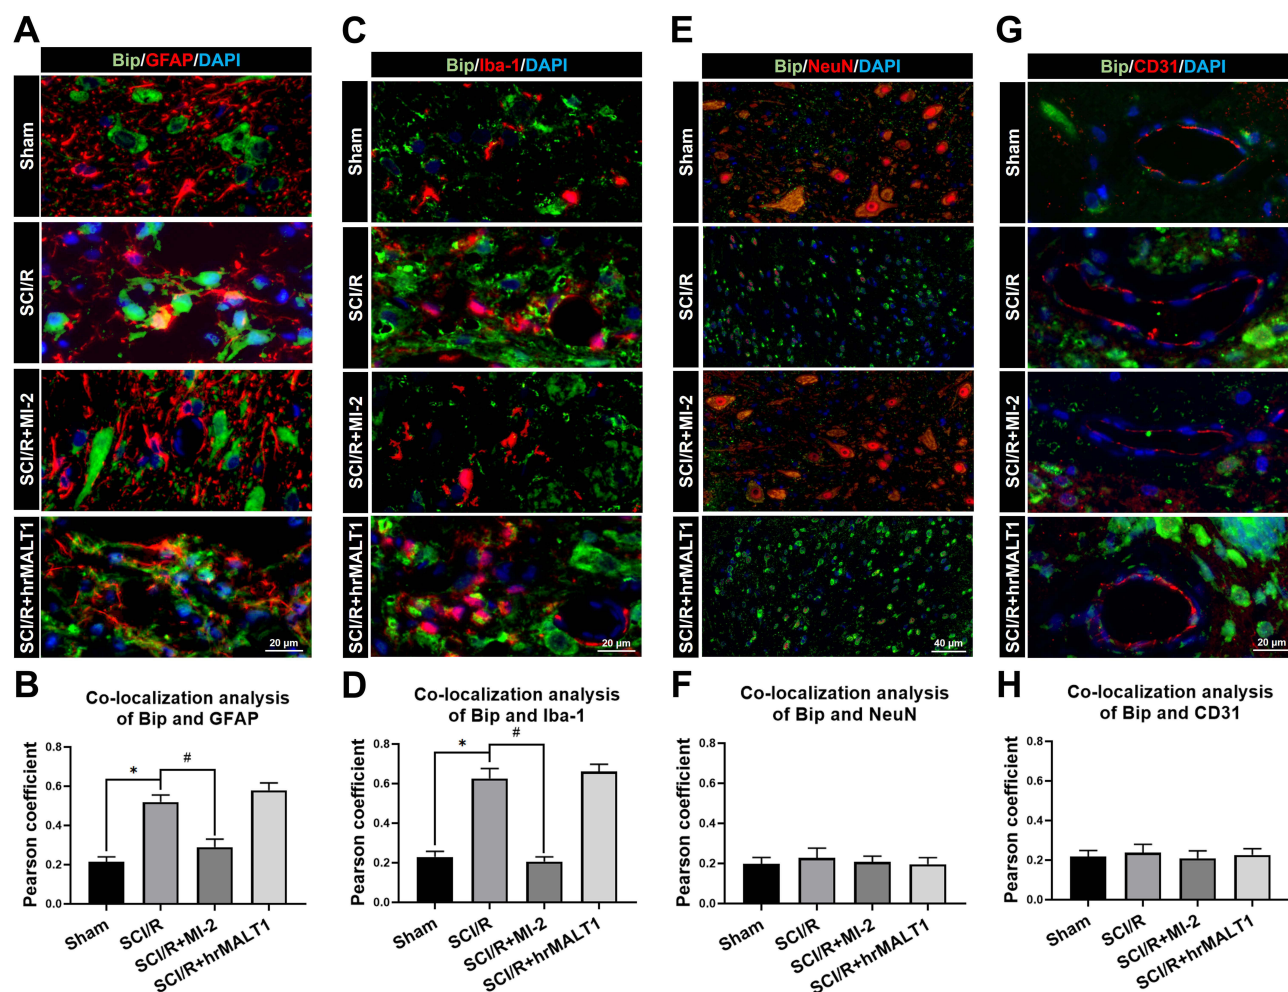 A
Bip/GFAP/DAPI
Sham
SCI/R
SCI/R+MI-2
SCI/R+hrMALT1
20 μm
C
Bip/Iba-1/DAPI
Sham
SCI/R
SCI/R+MI-2
SCI/R+hrMALT1
20 μm
E
Bip/NeuN/DAPI
Sham
SCI/R
SCI/R+MI-2
SCI/R+hrMALT1
40 μm
G
Bip/CD31/DAPI
Sham
SCI/R
SCI/R+MI-2
SCI/R+hrMALT1
20 μm
B
Co-localization analysis
of Bip and GFAP
Pearson coefficient
0.8
0.6
0.4
0.2
0.0
*
#
Sham
SCI/R
SCI/R+MI-2
SCI/R+hrMALT1
D
Co-localization analysis
of Bip and Iba-1
Pearson coefficient
0.8
0.6
0.4
0.2
0.0
*
#
Sham
SCI/R
SCI/R+MI-2
SCI/R+hrMALT1
F
Co-localization analysis
of Bip and NeuN
Pearson coefficient
0.8
0.6
0.4
0.2
0.0
Sham
SCI/R
SCI/R+MI-2
SCI/R+hrMALT1
H
Co-localization analysis
of Bip and CD31
Pearson coefficient
0.8
0.6
0.4
0.2
0.0
Sham
SCI/R
SCI/R+MI-2
SCI/R+hrMALT1